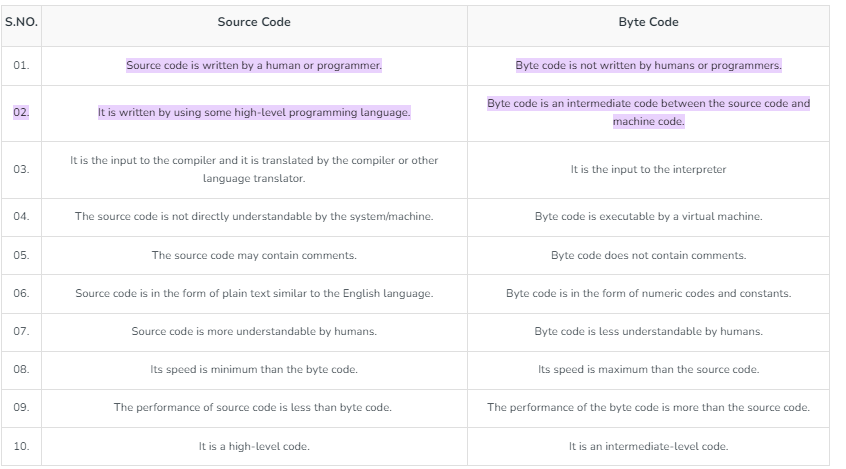 S.NO. Source Code Byte Code
01. Source code is written by a human or programmer. Byte code is not written by humans or programmers.
02. It is written by using some high-level programming language. Byte code is an intermediate code between the source code and
machine code.
03. It is the input to the compiler and it is translated by the compiler or other
language translator. It is the input to the interpreter
04. The source code is not directly understandable by the system/machine. Byte code is executable by a virtual machine.
05. The source code may contain comments. Byte code does not contain comments.
06. Source code is in the form of plain text similar to the English language. Byte code is in the form of numeric codes and constants.
07. Source code is more understandable by humans. Byte code is less understandable by humans.
08. Its speed is minimum than the byte code. Its speed is maximum than the source code.
09. The performance of source code is less than byte code. The performance of the byte code is more than the source code.
10. It is a high-level code. It is an intermediate-level code.